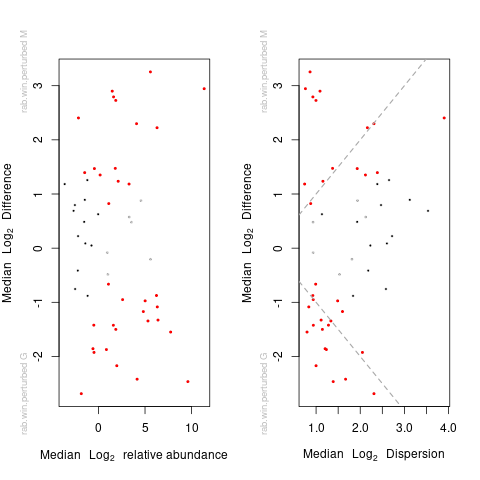 rab.win.perturbed M
rab.win.perturbed G
Median Log2 Difference
3
2
1
0
-1
-2
0
5
10
Median Log2 relative abundance
rab.win.perturbed M
rab.win.perturbed G
Median Log2 Difference
3
2
1
0
-1
-2
1.0
2.0
3.0
4.0
Median Log2 Dispersion